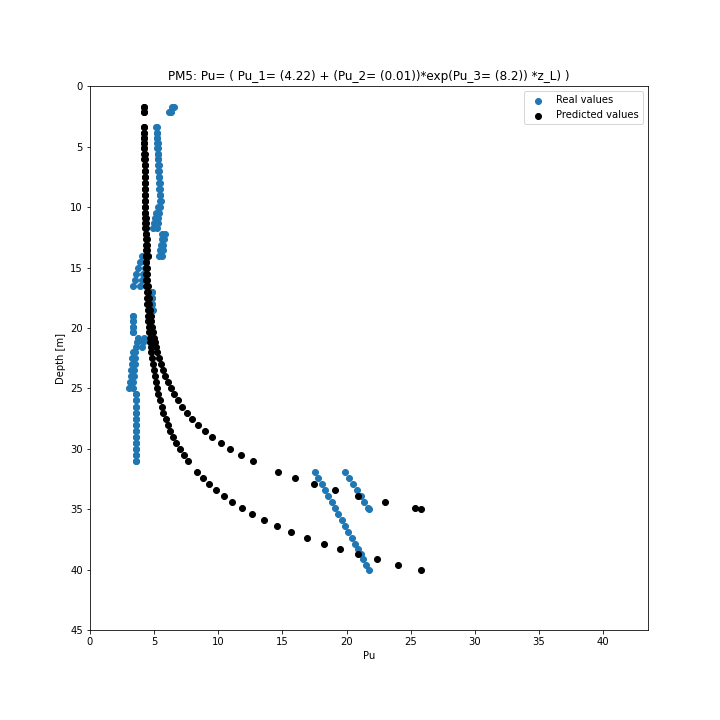 PM5: Pu= ( Pu_1= (4.22) + (Pu_2= (0.01))*exp(Pu_3= (8.2)) *z_L) )
Real values
Predicted values
0
5
10
15
20
25
30
35
40
45
Depth [m]
0 5 10 15 20 25 30 35 40
Pu